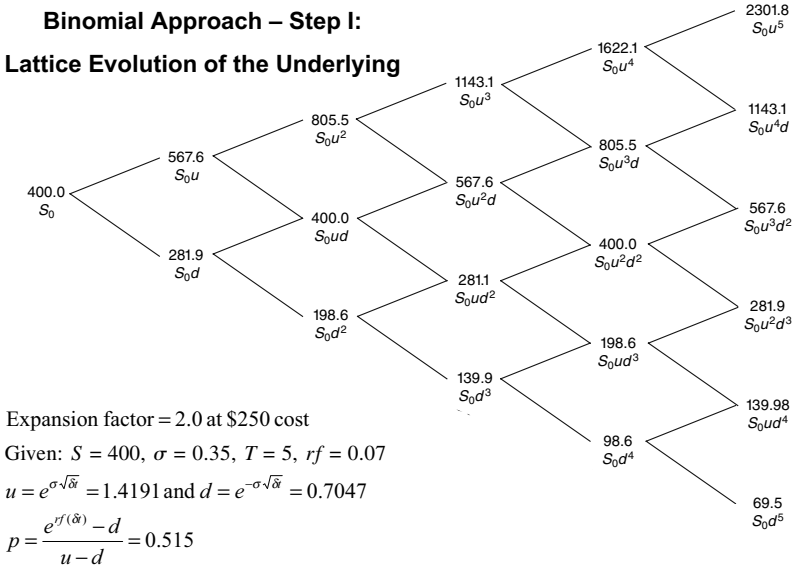 Binomial Approach – Step I:
Lattice Evolution of the Underlying
400.0
S₀
567.6
S₀u
281.9
S₀d
805.5
S₀u²
400.0
S₀ud
198.6
S₀d²
1143.1
S₀u³
567.6
S₀u²d
281.1
S₀ud²
139.9
S₀d³
1622.1
S₀u⁴
805.5
S₀u³d
400.0
S₀u²d²
198.6
S₀ud³
98.6
S₀d⁴
2301.8
S₀u⁵
1143.1
S₀u⁴d
567.6
S₀u³d²
281.9
S₀u²d³
139.98
S₀ud⁴
69.5
S₀d⁵
Expansion factor = 2.0 at $250 cost
Given: S = 400, σ = 0.35, T = 5, rf = 0.07
u = e^{σ√δt} = 1.4191 and d = e^{−σ√δt} = 0.7047
p = (e^{rf(δt)} − d) / (u − d) = 0.515